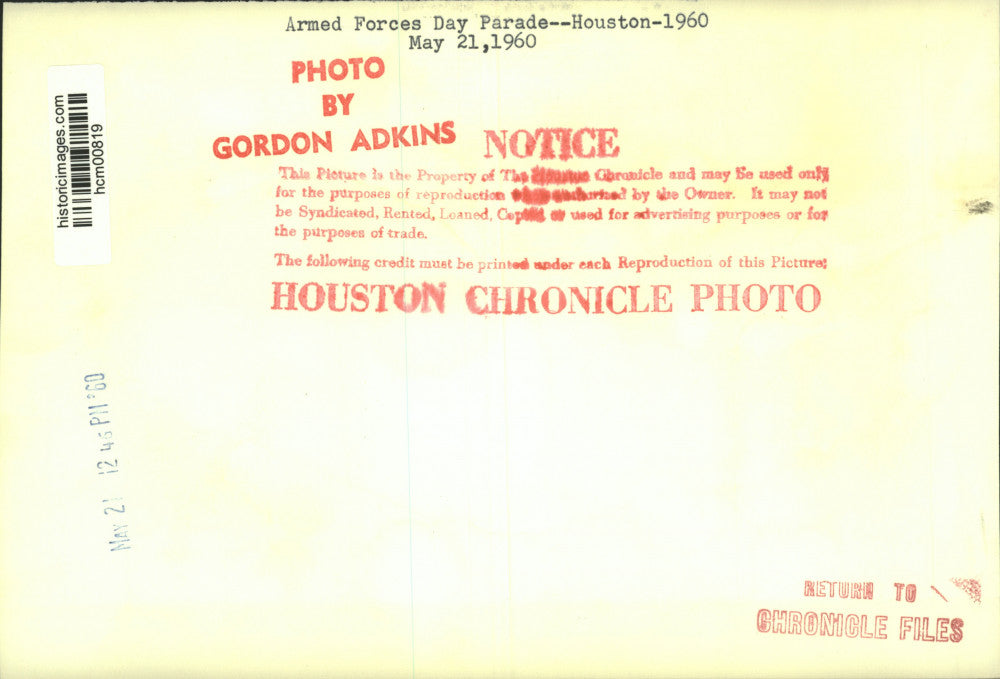 Armed Forces Day Parade--Houston-1960
May 21,1960
PHOTO
BY
GORDON ADKINS
NOTICE
This Picture is the Property of The Houston Chronicle and may be used only
for the purposes of reproduction by the Owner. It may not
be Syndicated, Rented, Loaned, Copied or used for advertising purposes or for
the purposes of trade.
The following credit must be printed under each Reproduction of this Picture:
HOUSTON CHRONICLE PHOTO
historicimages.com
hcm00819
MAY 21 12 46 PM '60
RETURN TO
CHRONICLE FILES